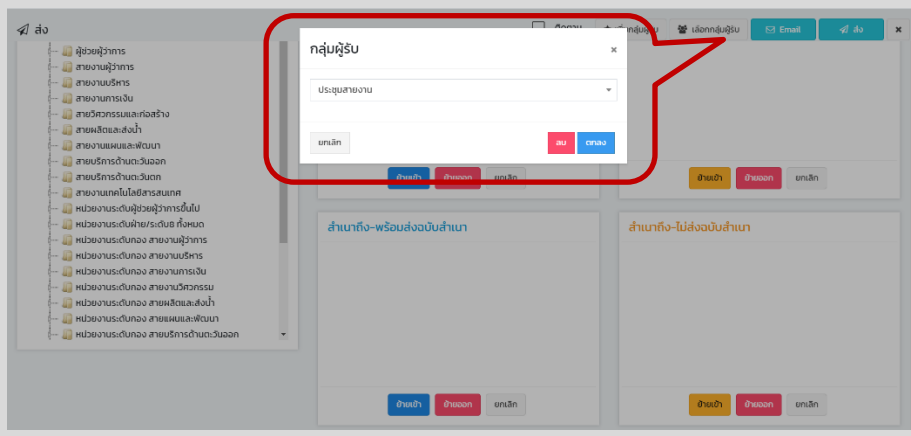 ส่ง
เลือกกลุ่มผู้รับ
Email
ส่ง
×
ผู้ช่วยผู้ว่าการ
สายงานผู้ว่าการ
สายงานบริหาร
สายงานการเงิน
สายวิศวกรรมและก่อสร้าง
สายผลิตและส่งน้ำ
สายงานแผนและพัฒนา
สายบริการด้านตะวันออก
สายบริการด้านตะวันตก
สายงานเทคโนโลยีสารสนเทศ
หน่วยงานระดับผู้ช่วยผู้ว่าการขึ้นไป
หน่วยงานระดับฝ่าย/ระดับ8 ทั้งหมด
หน่วยงานระดับกอง สายงานผู้ว่าการ
หน่วยงานระดับกอง สายงานบริหาร
หน่วยงานระดับกอง สายงานการเงิน
หน่วยงานระดับกอง สายงานวิศวกรรม
หน่วยงานระดับกอง สายผลิตและส่งน้ำ
หน่วยงานระดับกอง สายแผนและพัฒนา
หน่วยงานระดับกอง สายบริการด้านตะวันออก
กลุ่มผู้รับ ×
ประชุมสายงาน
ยกเลิก ลบ ตกลง
ย้ายเข้า ย้ายออก ยกเลิก
ย้ายเข้า ย้ายออก ยกเลิก
สำเนาถึง-พร้อมส่งฉบับสำเนา
สำเนาถึง-ไม่ส่งฉบับสำเนา
ย้ายเข้า ย้ายออก ยกเลิก
ย้ายเข้า ย้ายออก ยกเลิก